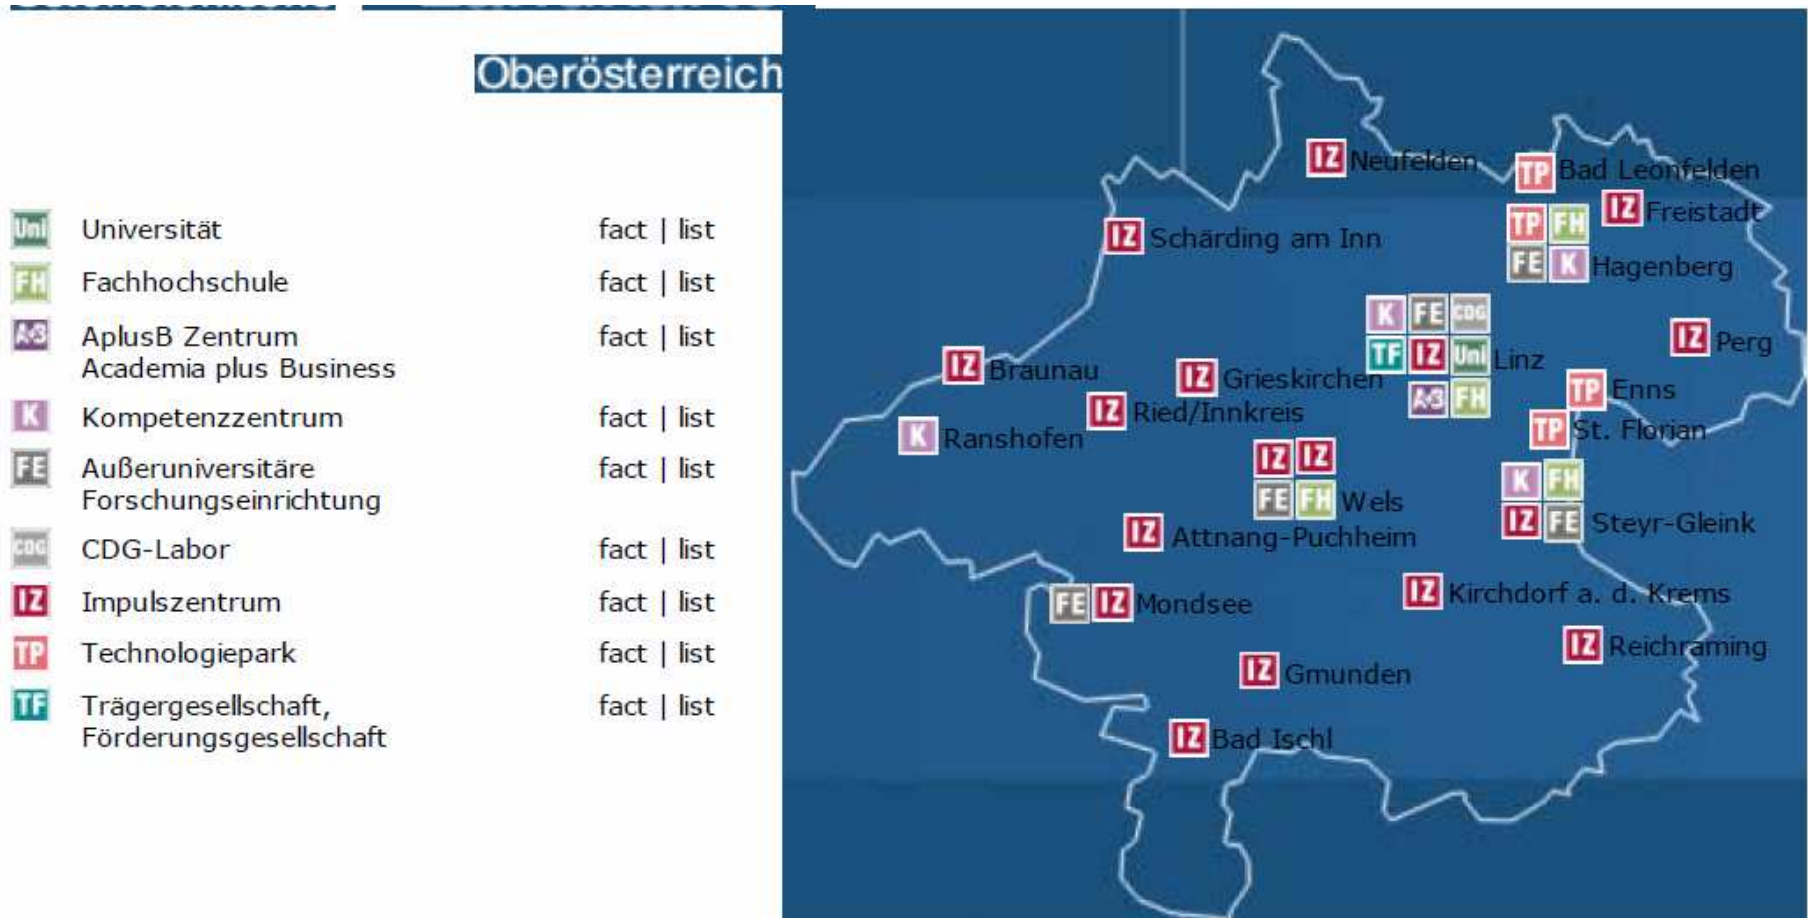 Oberösterreich
Uni Universität fact | list
FH Fachhochschule fact | list
A+B AplusB Zentrum fact | list
Academia plus Business
K Kompetenzzentrum fact | list
FE Außeruniversitäre fact | list
Forschungseinrichtung
CDG CDG-Labor fact | list
IZ Impulszentrum fact | list
TP Technologiepark fact | list
TF Trägergesellschaft, fact | list
Förderungsgesellschaft
IZ Neufelden
TP Bad Leonfelden
IZ Freistadt
IZ Schärding am Inn
TP FH
FE K Hagenberg
K FE CDG
TF IZ Uni Linz
A+B FH
IZ Perg
IZ Braunau
IZ Grieskirchen
TP Enns
IZ Ried/Innkreis
TP St. Florian
K Ranshofen
IZ IZ
FE FH Wels
K FH
IZ FE Steyr-Gleink
IZ Attnang-Puchheim
FE IZ Mondsee
IZ Kirchdorf a. d. Krems
IZ Reichraming
IZ Gmunden
IZ Bad Ischl